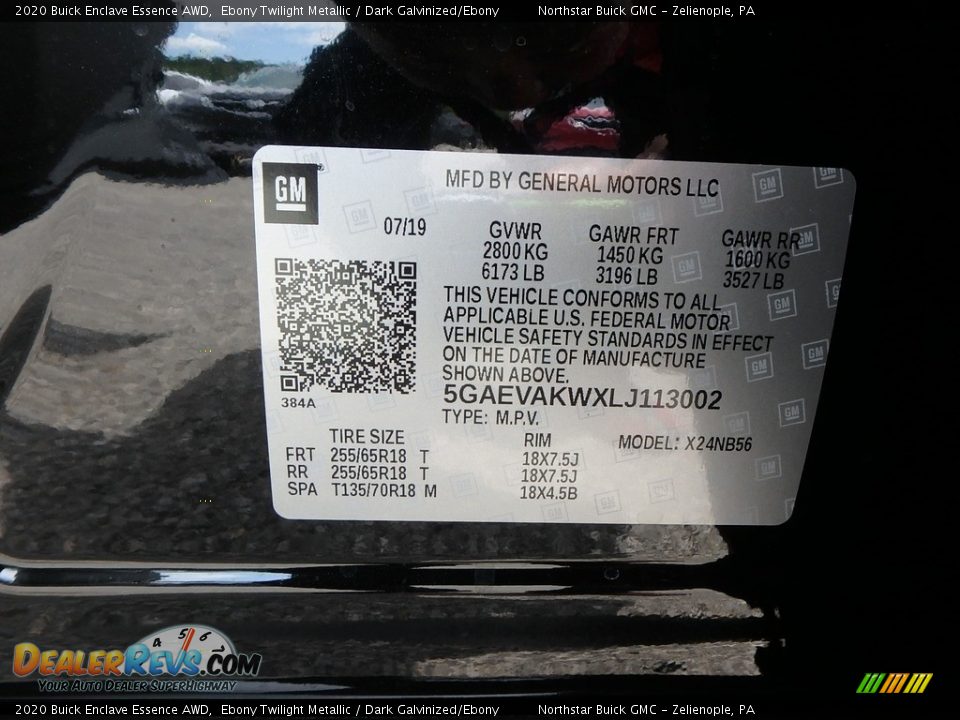 2020 Buick Enclave Essence AWD,  Ebony Twilight Metallic / Dark Galvinized/Ebony          Northstar Buick GMC - Zelienople, PA
GM
MFD BY GENERAL MOTORS LLC
07/19
GVWR GAWR FRT GAWR RR
2800 KG 1450 KG 1600 KG
6173 LB 3196 LB 3527 LB
THIS VEHICLE CONFORMS TO ALL
APPLICABLE U.S. FEDERAL MOTOR
VEHICLE SAFETY STANDARDS IN EFFECT
ON THE DATE OF MANUFACTURE
SHOWN ABOVE.
384A
5GAEVAKWXLJ113002
TYPE: M.P.V.
TIRE SIZE RIM MODEL: X24NB56
FRT 255/65R18 T 18X7.5J
RR 255/65R18 T 18X7.5J
SPA T135/70R18 M 18X4.5B
4 5 6
DealerRevs.com
Your Auto Dealer SuperHighway
2020 Buick Enclave Essence AWD,  Ebony Twilight Metallic / Dark Galvinized/Ebony          Northstar Buick GMC - Zelienople, PA